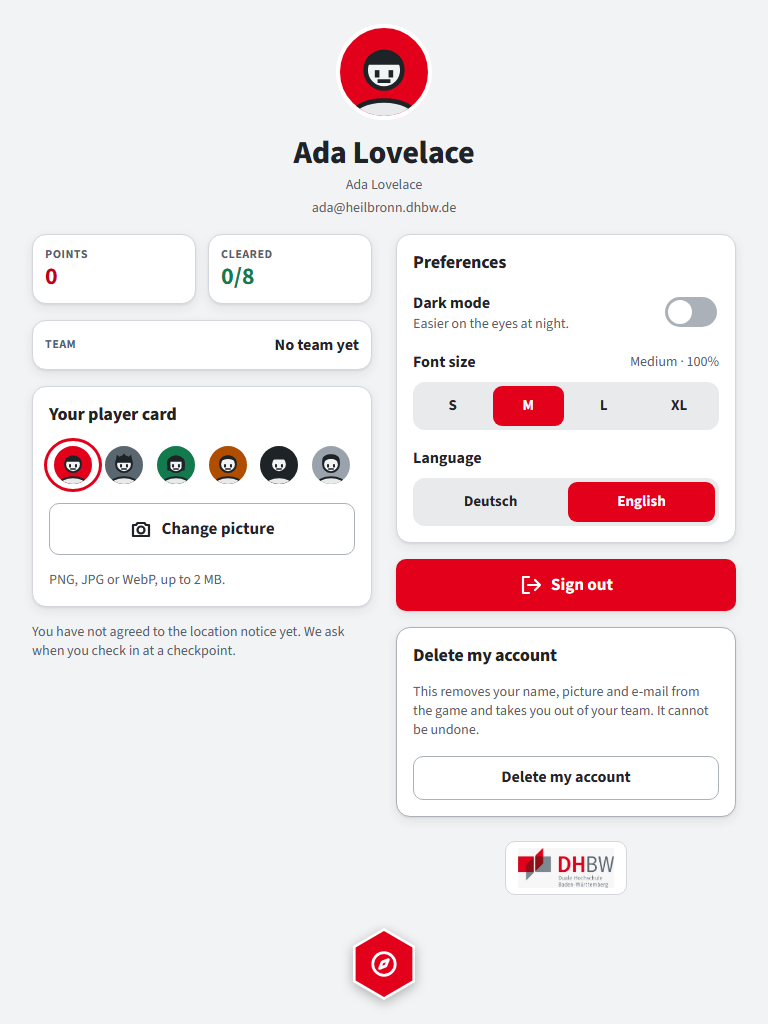 Ada Lovelace
Ada Lovelace
ada@heilbronn.dhbw.de
POINTS
0
CLEARED
0/8
TEAM
No team yet
Your player card
Change picture
PNG, JPG or WebP, up to 2 MB.
You have not agreed to the location notice yet. We ask
when you check in at a checkpoint.
Preferences
Dark mode
Easier on the eyes at night.
Font size
Medium · 100%
S
M
L
XL
Language
Deutsch
English
Sign out
Delete my account
This removes your name, picture and e-mail from
the game and takes you out of your team. It cannot
be undone.
Delete my account
DHBW
Duale Hochschule
Baden-Württemberg